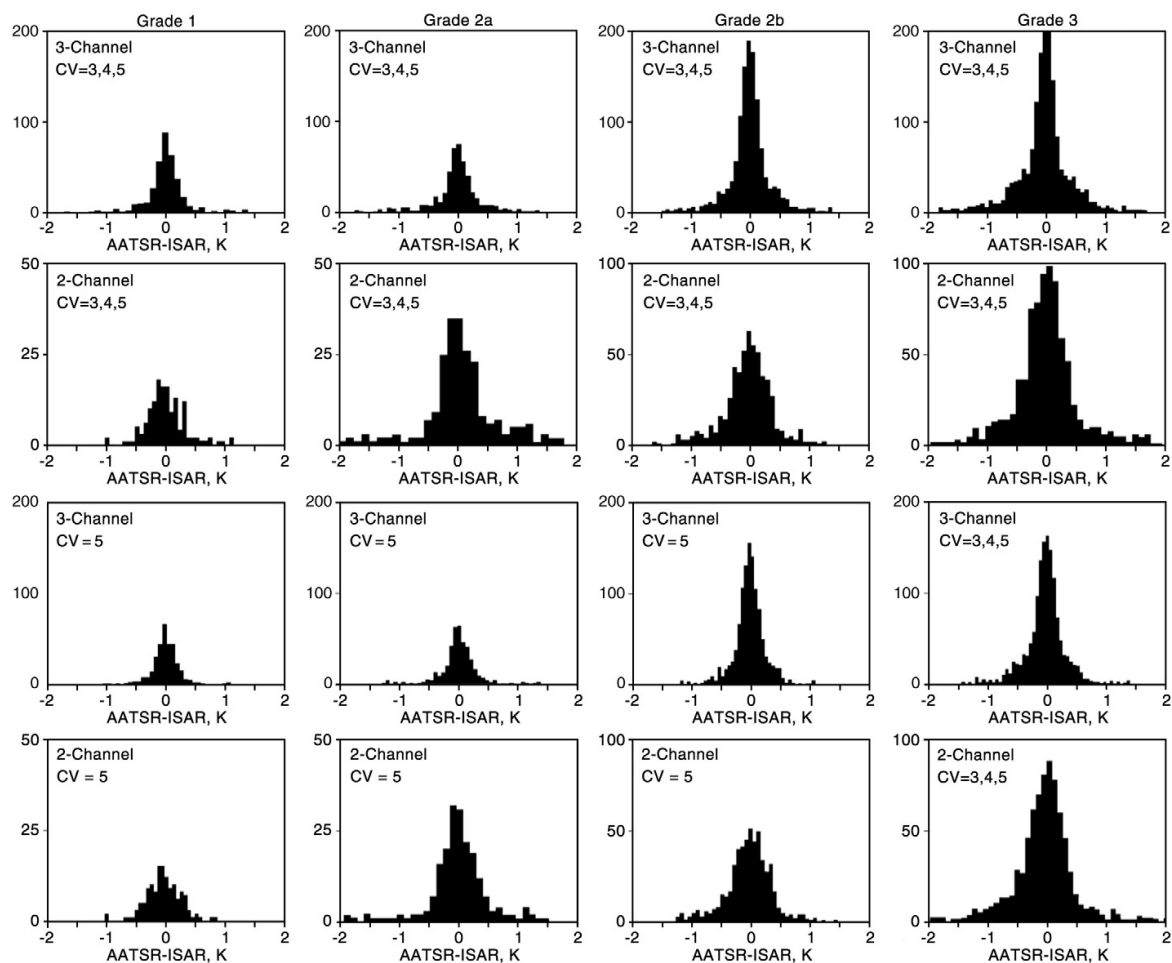 Grade 1
Grade 2a
Grade 2b
Grade 3
200
3-Channel
CV=3,4,5
100
0
-2
-1
0
1
2
AATSR-ISAR, K
200
3-Channel
CV=3,4,5
100
0
-2
-1
0
1
2
AATSR-ISAR, K
200
3-Channel
CV=3,4,5
100
0
-2
-1
0
1
2
AATSR-ISAR, K
200
3-Channel
CV=3,4,5
100
0
-2
-1
0
1
2
AATSR-ISAR, K
50
2-Channel
CV=3,4,5
25
0
-2
-1
0
1
2
AATSR-ISAR, K
50
2-Channel
CV=3,4,5
25
0
-2
-1
0
1
2
AATSR-ISAR, K
100
2-Channel
CV=3,4,5
50
0
-2
-1
0
1
2
AATSR-ISAR, K
100
2-Channel
CV=3,4,5
50
0
-2
-1
0
1
2
AATSR-ISAR, K
200
3-Channel
CV = 5
100
0
-2
-1
0
1
2
AATSR-ISAR, K
200
3-Channel
CV = 5
100
0
-2
-1
0
1
2
AATSR-ISAR, K
200
3-Channel
CV = 5
100
0
-2
-1
0
1
2
AATSR-ISAR, K
200
3-Channel
CV=3,4,5
100
0
-2
-1
0
1
2
AATSR-ISAR, K
50
2-Channel
CV = 5
25
0
-2
-1
0
1
2
AATSR-ISAR, K
50
2-Channel
CV = 5
25
0
-2
-1
0
1
2
AATSR-ISAR, K
100
2-Channel
CV = 5
50
0
-2
-1
0
1
2
AATSR-ISAR, K
100
2-Channel
CV=3,4,5
50
0
-2
-1
0
1
2
AATSR-ISAR, K